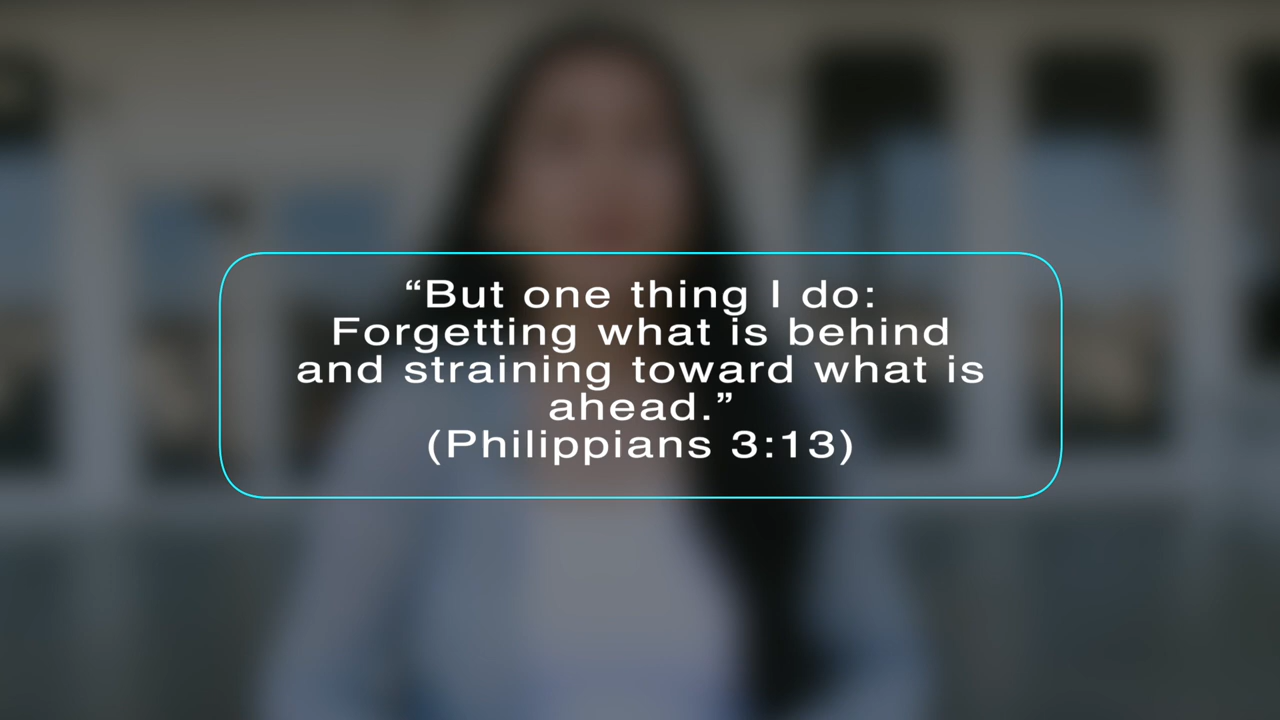 “But one thing I do:
Forgetting what is behind
and straining toward what is
ahead.”
(Philippians 3:13)